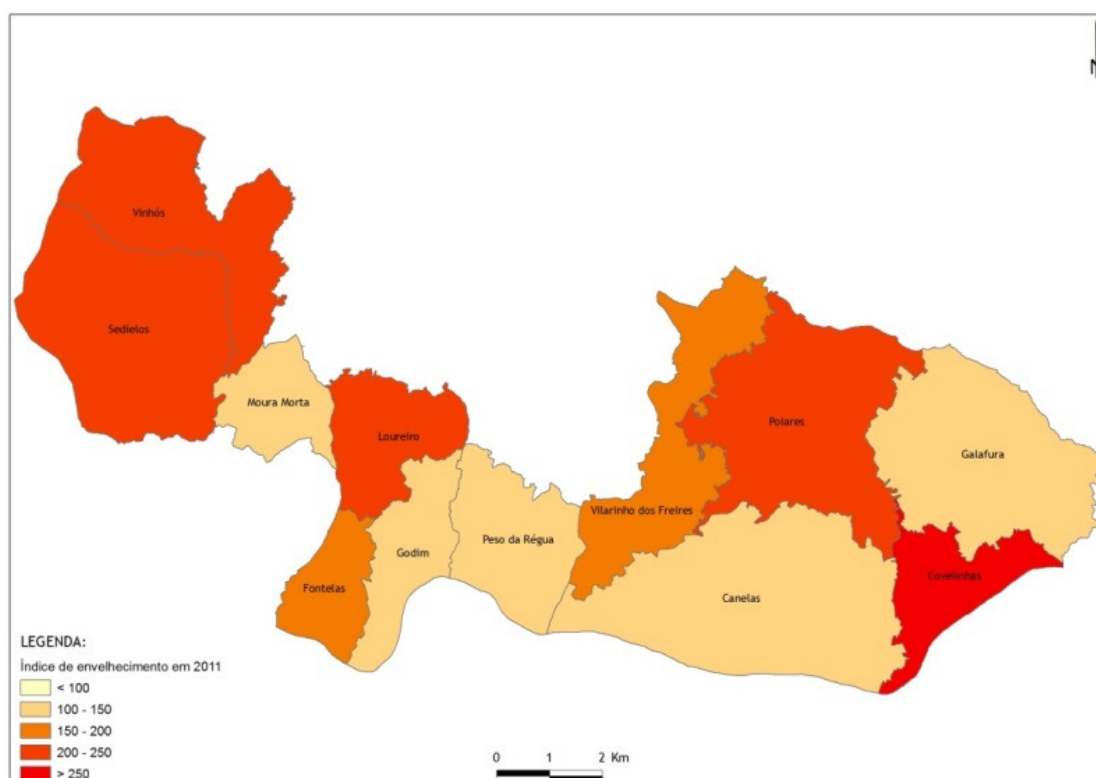 N
Vinhós
Sedielos
Moura Morta
Loureiro
Poiares
Galafura
Vilarinho dos Freires
Peso da Régua
Godim
Fontelas
Canelas
Covelinhas
LEGENDA:
Índice de envelhecimento em 2011
< 100
100 - 150
150 - 200
200 - 250
> 250
0 1 2 Km